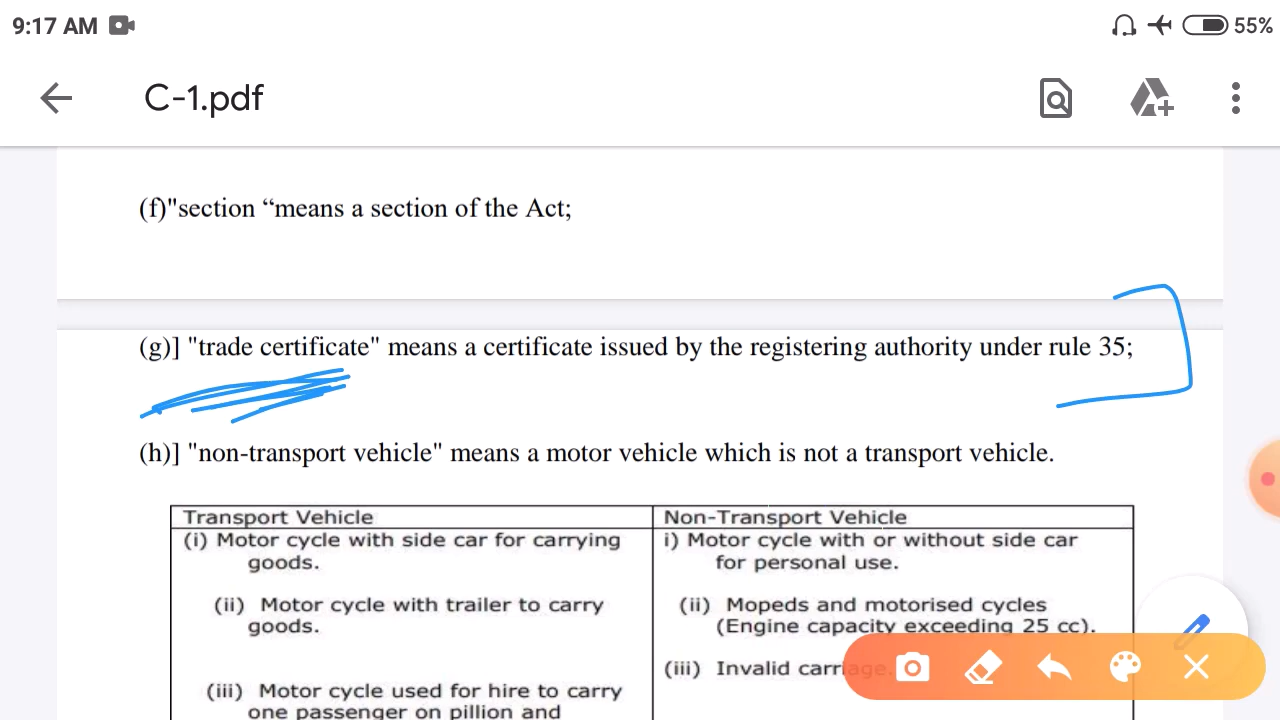 9:17 AM 55%
C-1.pdf
(f)"section “means a section of the Act;
(g)] "trade certificate" means a certificate issued by the registering authority under rule 35;
(h)] "non-transport vehicle" means a motor vehicle which is not a transport vehicle.
Transport Vehicle
(i) Motor cycle with side car for carrying
goods.
(ii) Motor cycle with trailer to carry
goods.
(iii) Motor cycle used for hire to carry
one passenger on pillion and
Non-Transport Vehicle
i) Motor cycle with or without side car
for personal use.
(ii) Mopeds and motorised cycles
(Engine capacity exceeding 25 cc).
(iii) Invalid carriage.